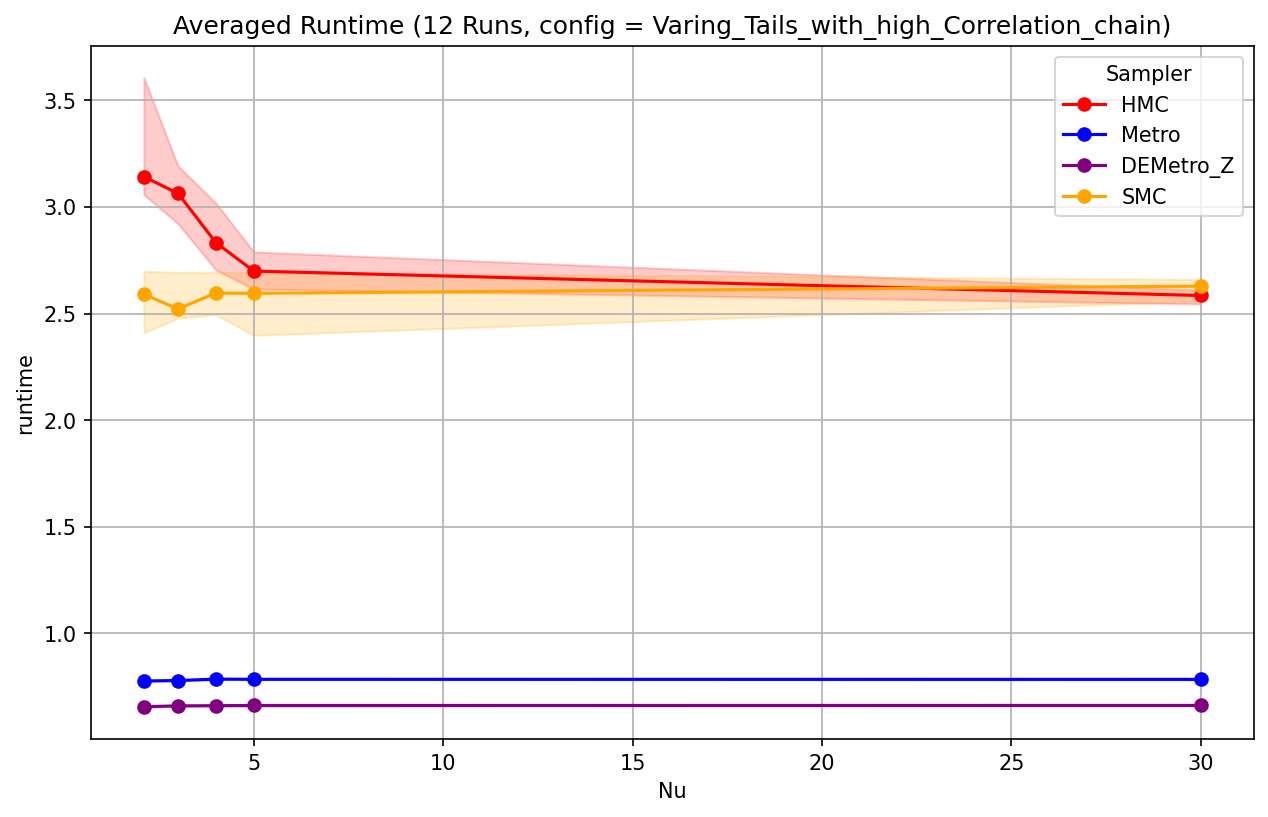 Averaged Runtime (12 Runs, config = Varing_Tails_with_high_Correlation_chain)
Sampler
HMC
Metro
DEMetro_Z
SMC
3.5
3.0
2.5
2.0
1.5
1.0
runtime
5 10 15 20 25 30
Nu